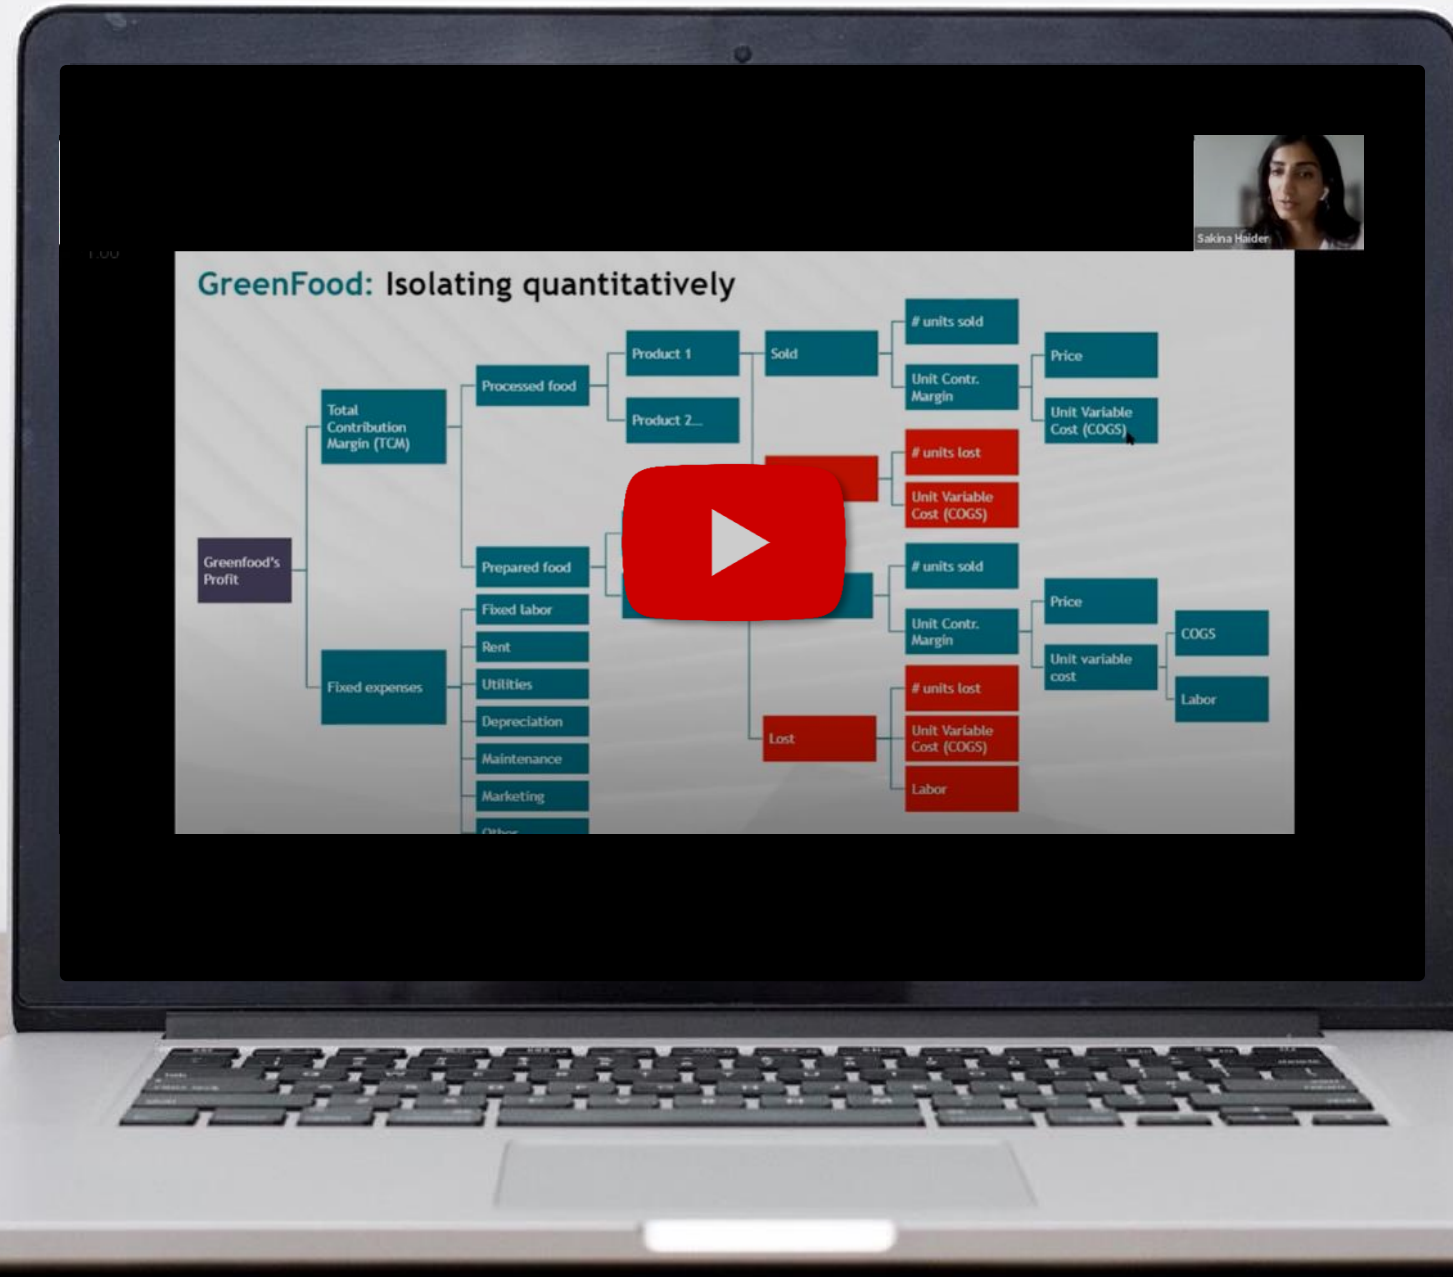 Sakina Haider
1:00
GreenFood: Isolating quantitatively
Greenfood's
Profit
Total
Contribution
Margin (TCM)
Fixed expenses
Processed food
Prepared food
Fixed labor
Rent
Utilities
Depreciation
Maintenance
Marketing
Other
Product 1
Product 2...
Sold
# units sold
Unit Contr.
Margin
Price
Unit Variable
Cost (COGS)
# units lost
Unit Variable
Cost (COGS)
# units sold
Unit Contr.
Margin
Price
Unit variable
cost
COGS
Labor
Lost
# units lost
Unit Variable
Cost (COGS)
Labor